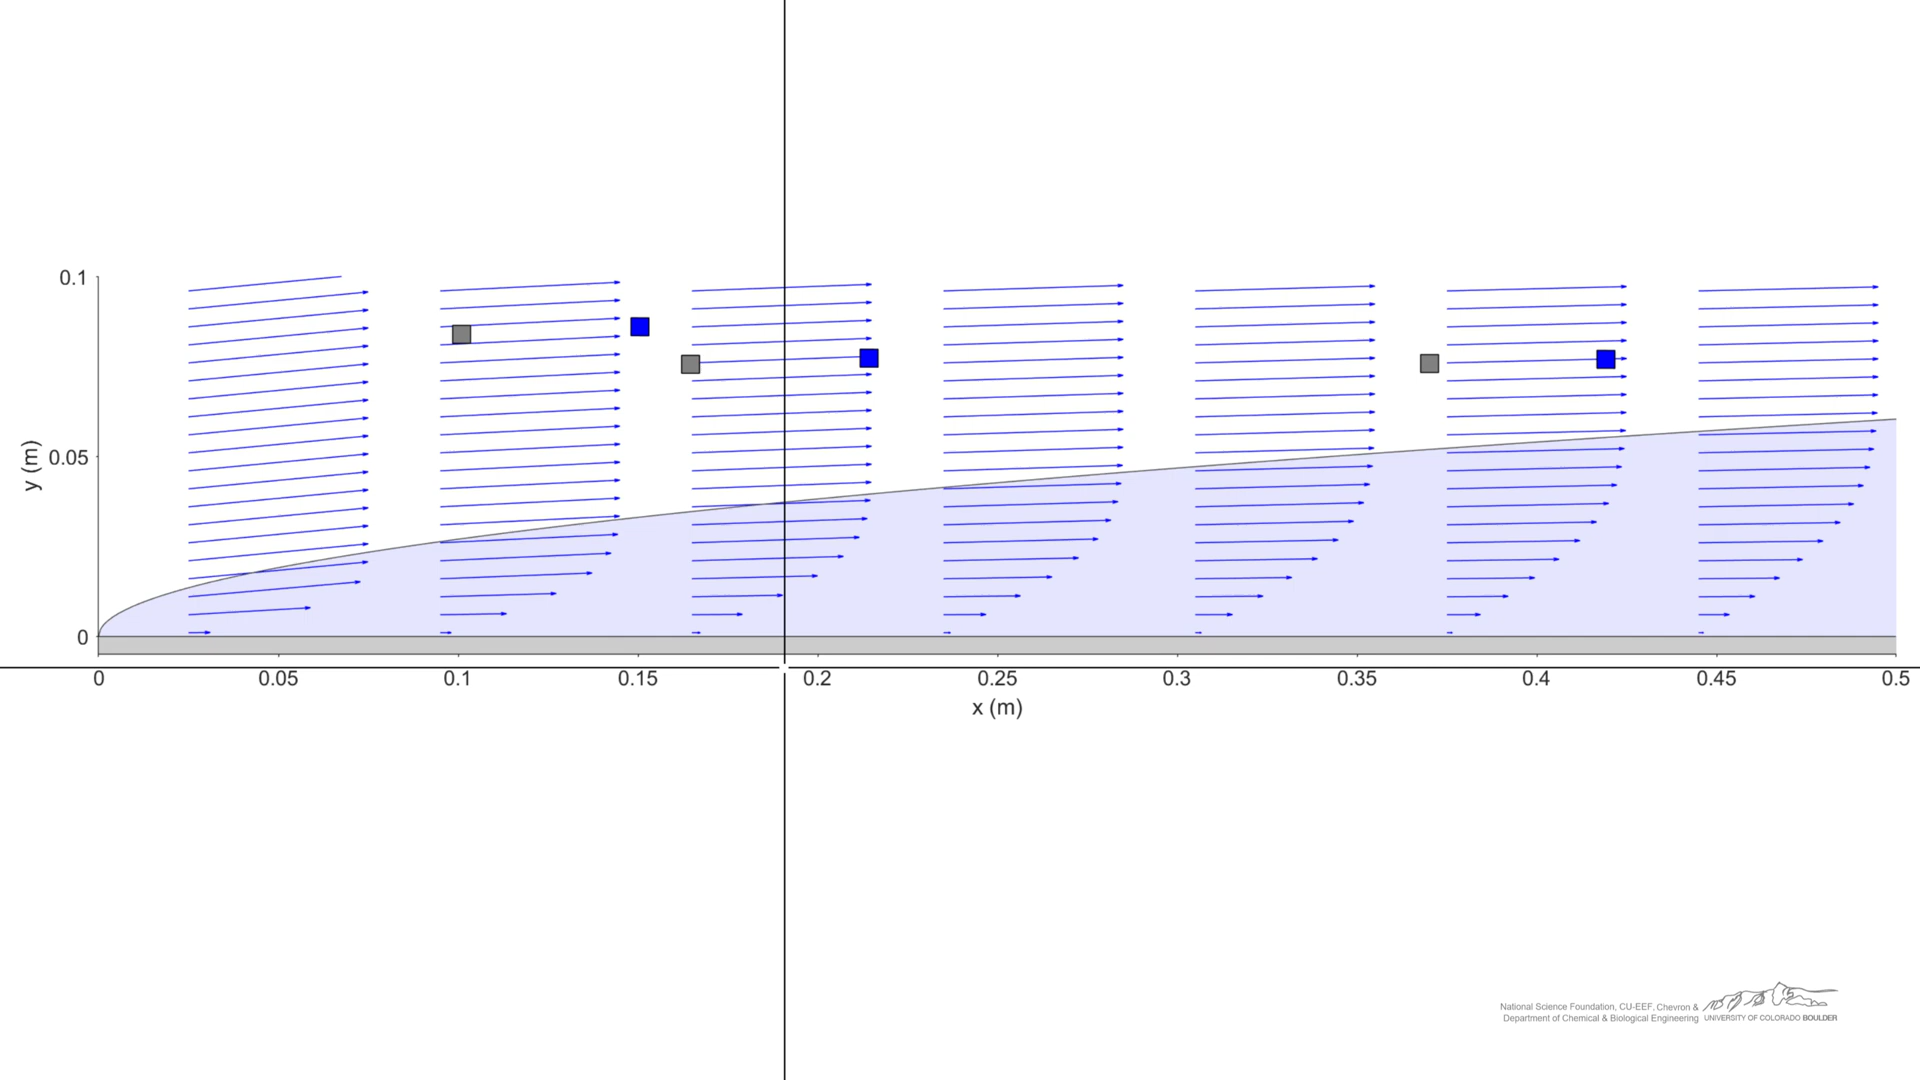 0.1
0.05
0
y (m)
0 0.05 0.1 0.15 0.2 0.25 0.3 0.35 0.4 0.45 0.5
x (m)
National Science Foundation, CU-EEF, Chevron &
Department of Chemical & Biological Engineering
UNIVERSITY OF COLORADO BOULDER